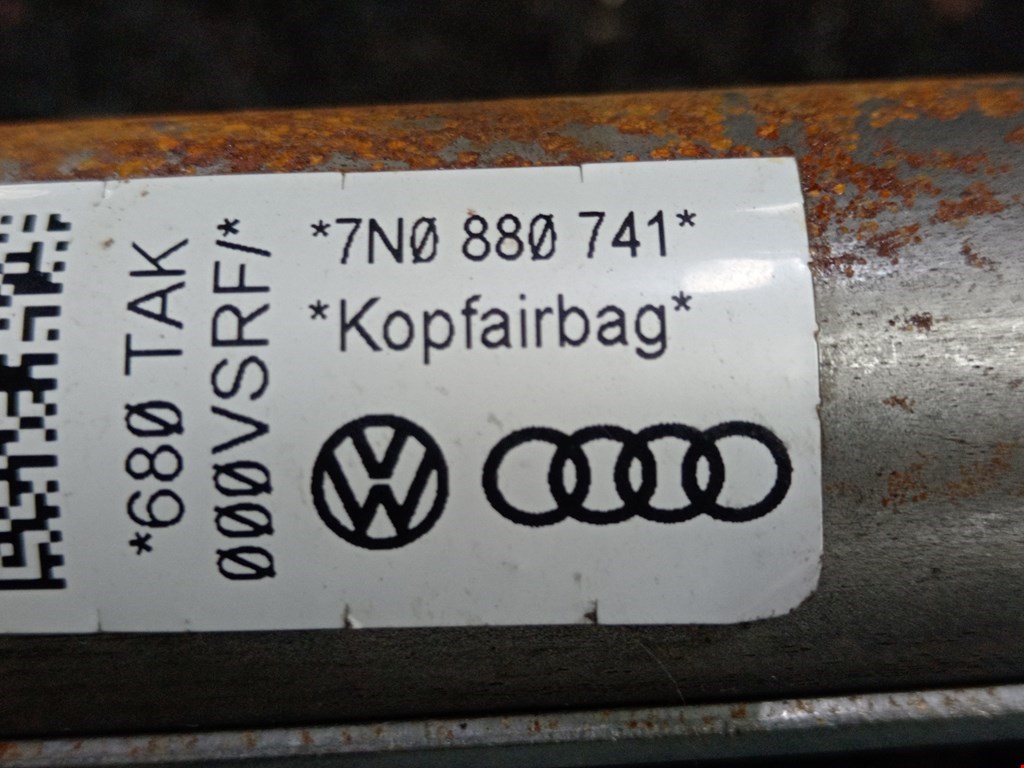 *7N0 880 741*
*Kopfairbag*
*680 TAK
000VSRF/*